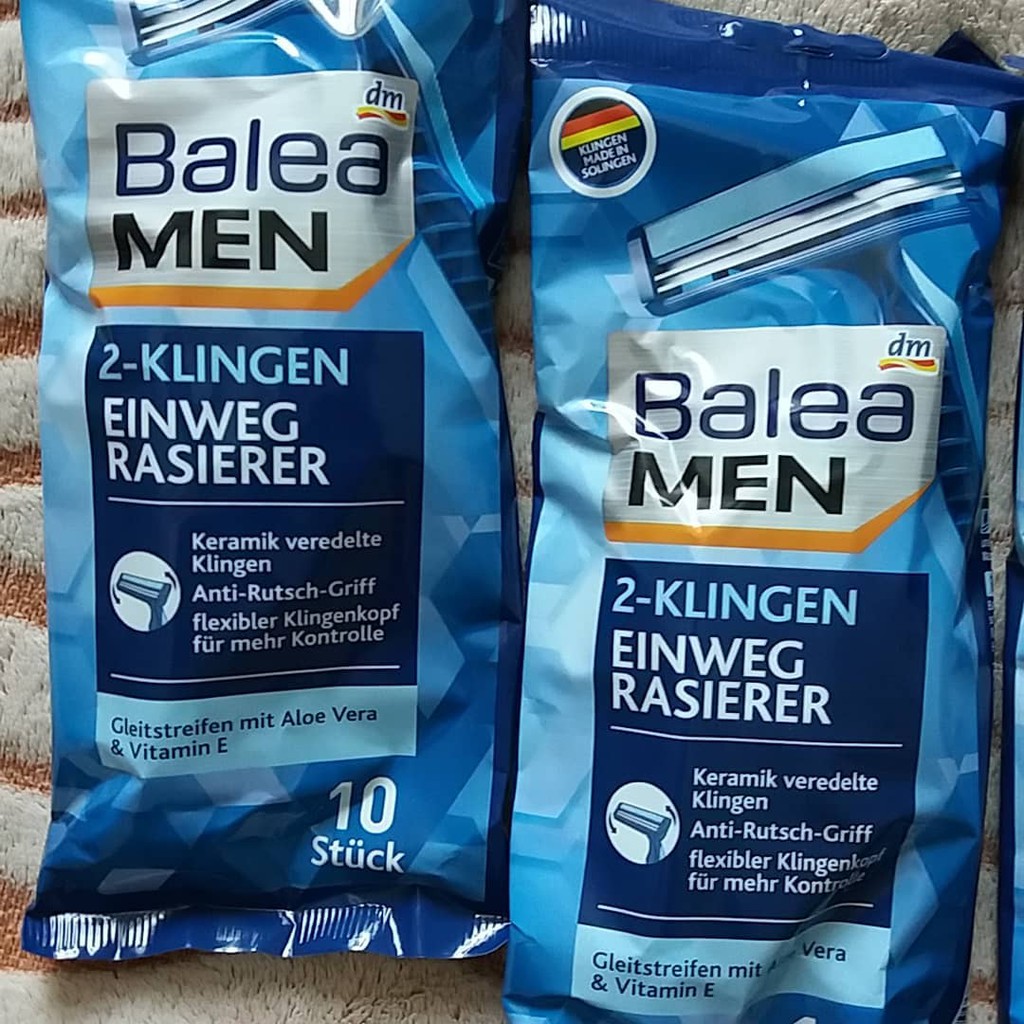 dm
Balea
MEN
2-KLINGEN
EINWEG
RASIERER
Keramik veredelte
Klingen
Anti-Rutsch-Griff
flexibler Klingenkopf
für mehr Kontrolle
Gleitstreifen mit Aloe Vera
& Vitamin E
10
Stück
KLINGEN
MADE IN
SOLINGEN
dm
Balea
MEN
2-KLINGEN
EINWEG
RASIERER
Keramik veredelte
Klingen
Anti-Rutsch-Griff
flexibler Klingenkopf
für mehr Kontrolle
Gleitstreifen mit Aloe Vera
& Vitamin E